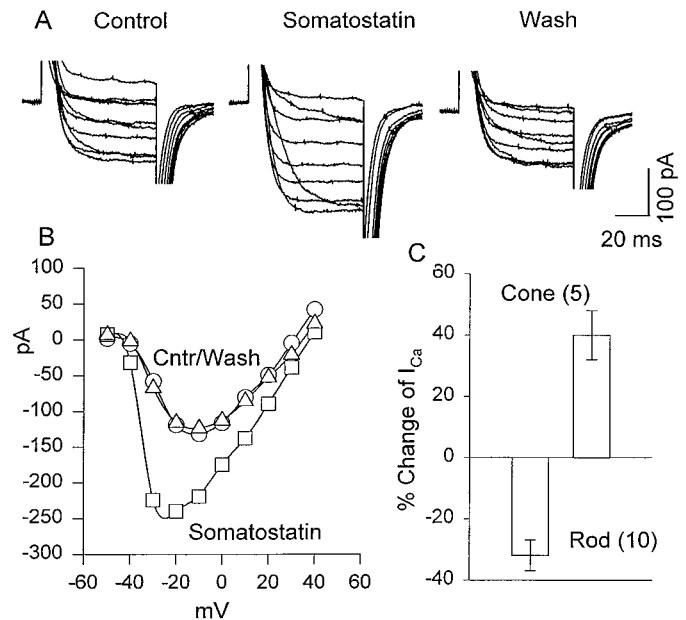 A
Control
Somatostatin
Wash
100 pA
20 ms
B
100
50
0
-50
-100
-150
-200
-250
-300
pA
Cntr/Wash
Somatostatin
-60
-40
-20
0
20
40
60
mV
C
60
40
20
0
-20
-40
% Change of ICa
Cone (5)
Rod (10)